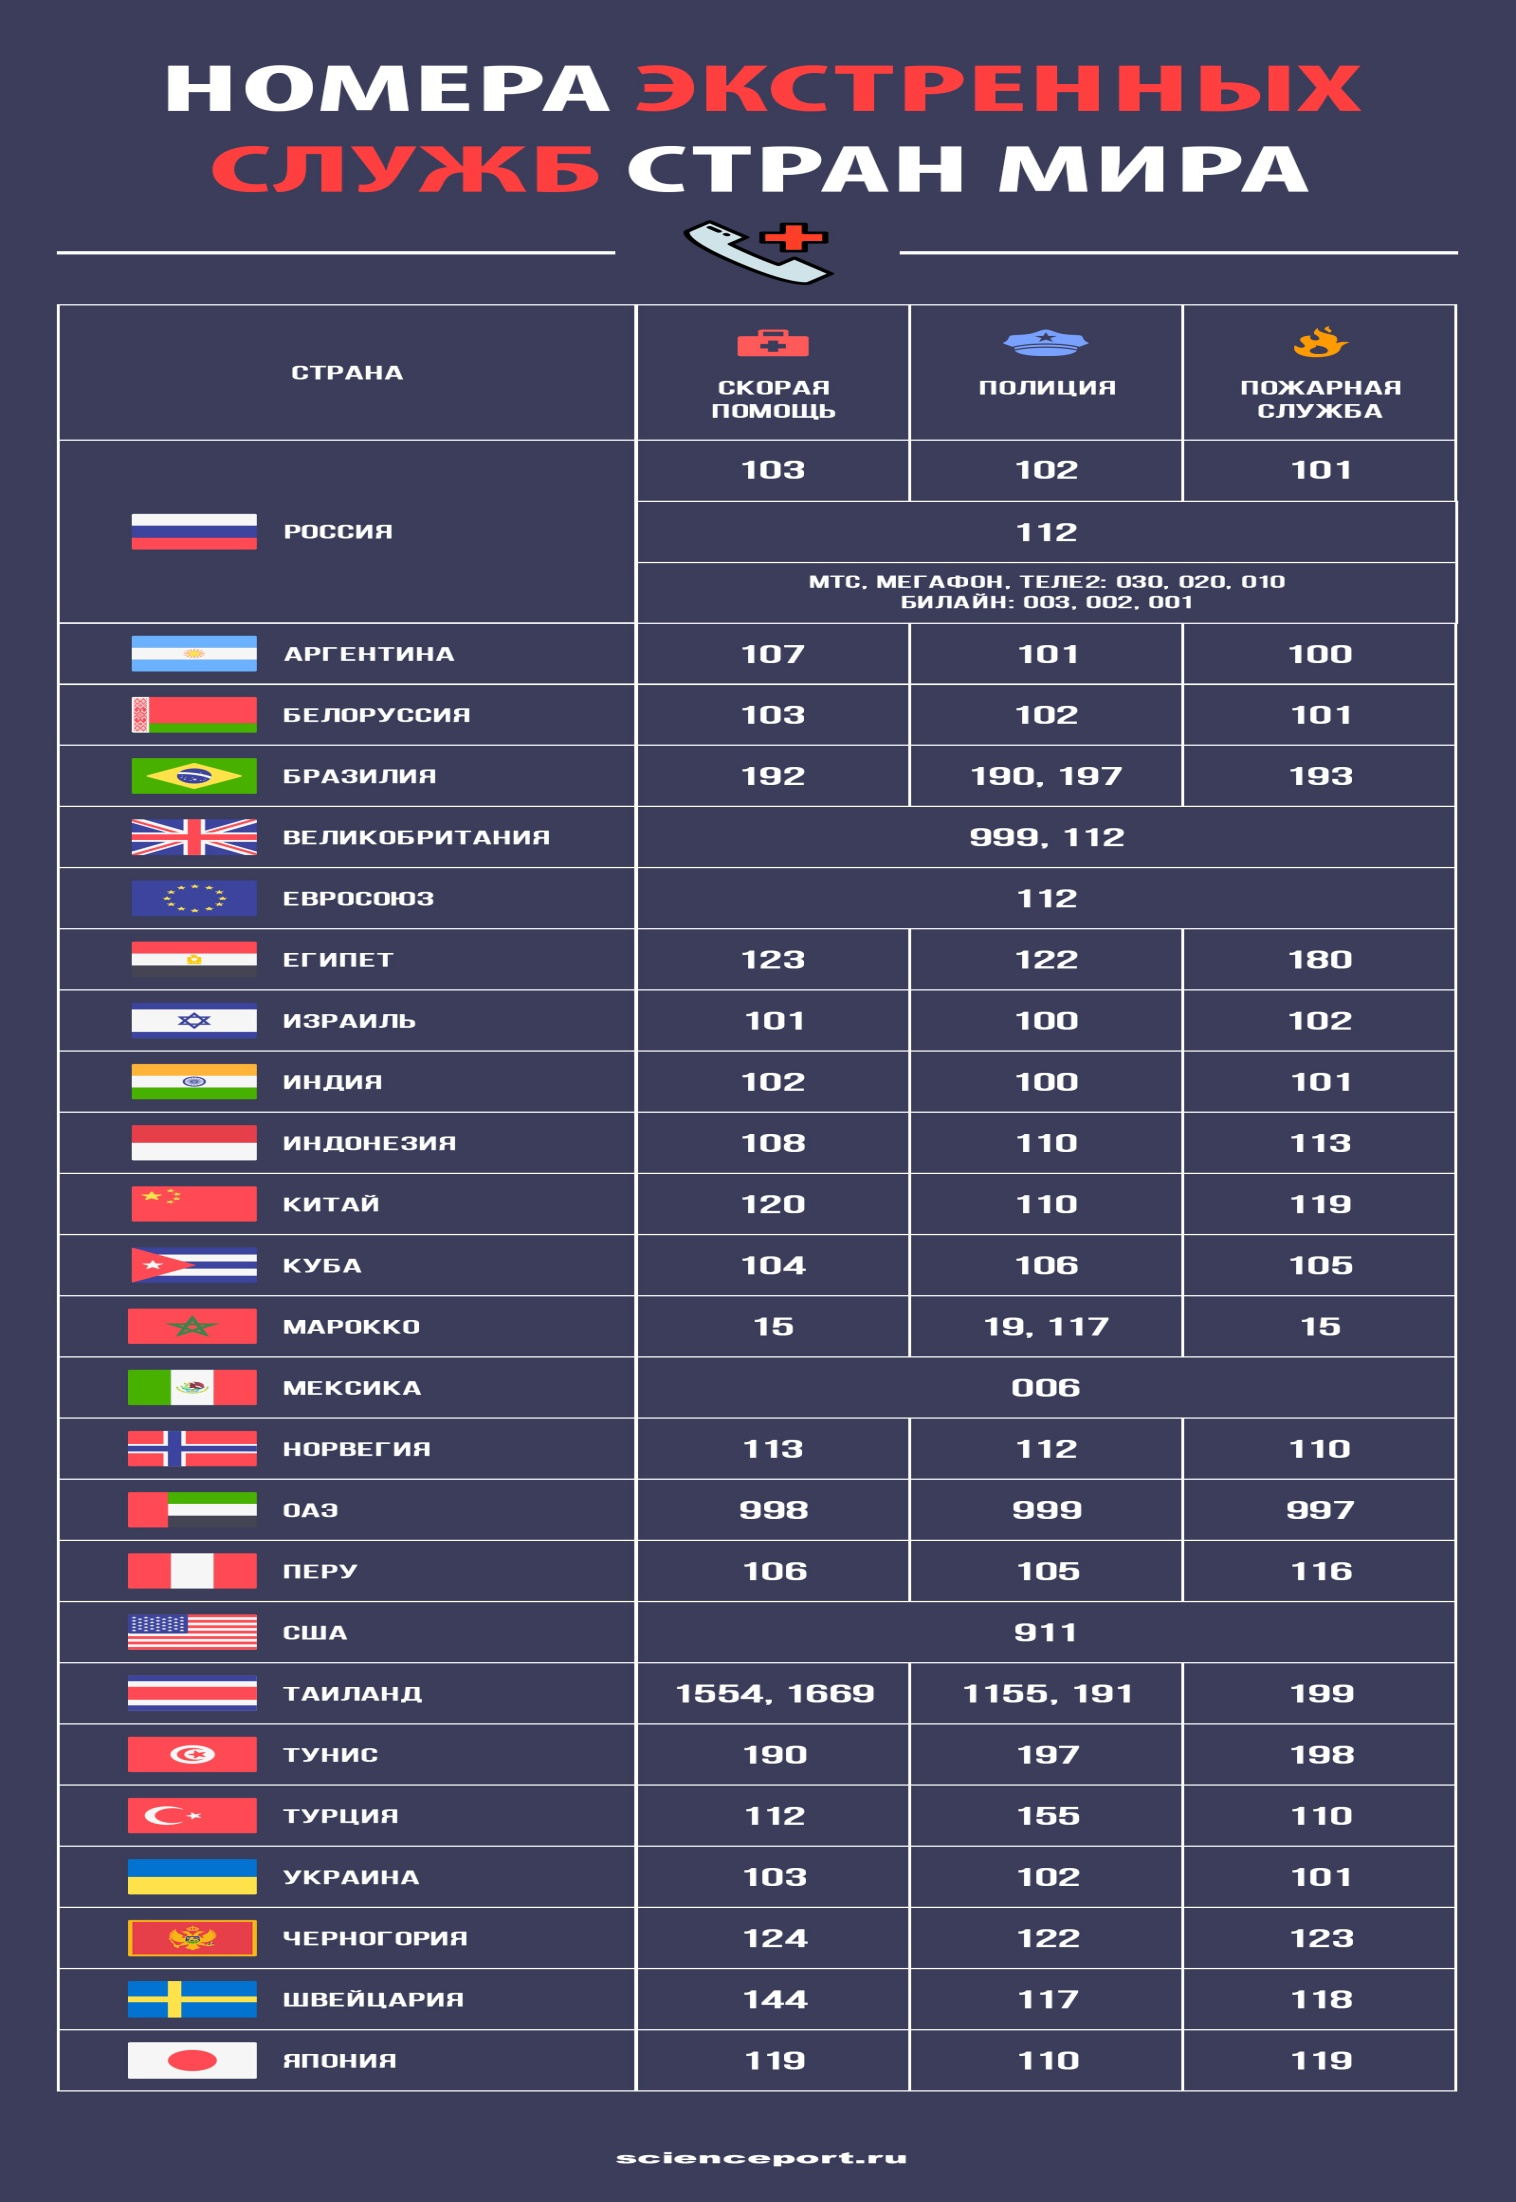 НОМЕРА ЭКСТРЕННЫХ
СЛУЖБ СТРАН МИРА
СТРАНА
СКОРАЯ
ПОМОЩЬ
ПОЛИЦИЯ
ПОЖАРНАЯ
СЛУЖБА
РОССИЯ
103 102 101
112
МТС, МЕГАФОН, ТЕЛЕ2: 030, 020, 010
БИЛАЙН: 003, 002, 001
АРГЕНТИНА 107 101 100
БЕЛОРУССИЯ 103 102 101
БРАЗИЛИЯ 192 190, 197 193
ВЕЛИКОБРИТАНИЯ 999, 112
ЕВРОСОЮЗ 112
ЕГИПЕТ 123 122 180
ИЗРАИЛЬ 101 100 102
ИНДИЯ 102 100 101
ИНДОНЕЗИЯ 108 110 113
КИТАЙ 120 110 119
КУБА 104 106 105
МАРОККО 15 19, 117 15
МЕКСИКА 006
НОРВЕГИЯ 113 112 110
ОАЭ 998 999 997
ПЕРУ 106 105 116
США 911
ТАИЛАНД 1554, 1669 1155, 191 199
ТУНИС 190 197 198
ТУРЦИЯ 112 155 110
УКРАИНА 103 102 101
ЧЕРНОГОРИЯ 124 122 123
ШВЕЙЦАРИЯ 144 117 118
ЯПОНИЯ 119 110 119
scienceport.ru